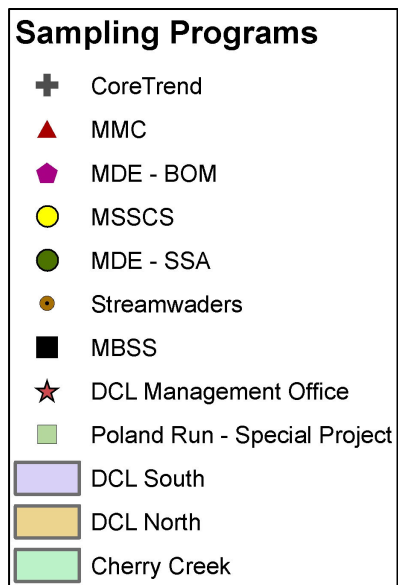 Sampling Programs
CoreTrend
MMC
MDE - BOM
MSSCS
MDE - SSA
Streamwaders
MBSS
DCL Management Office
Poland Run - Special Project
DCL South
DCL North
Cherry Creek